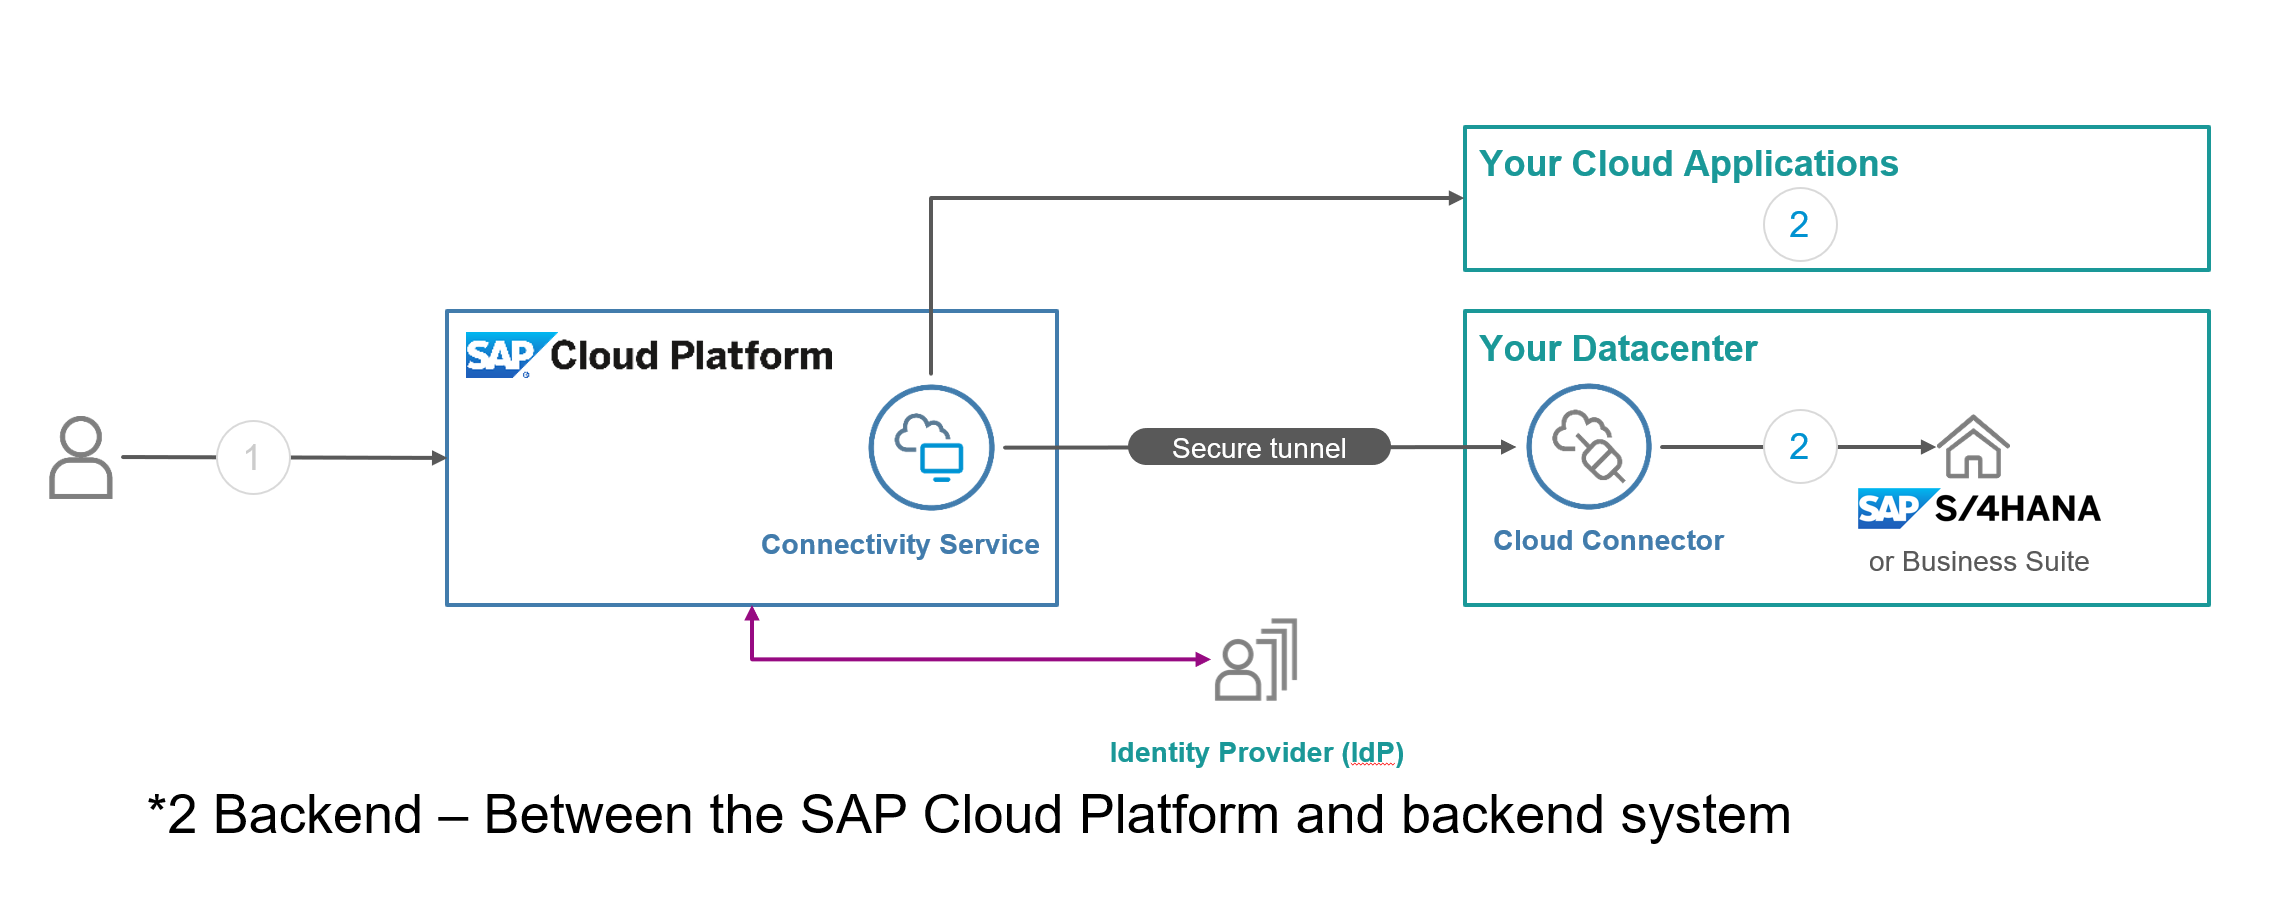 Your Cloud Applications
2
SAP Cloud Platform
Your Datacenter
1
Secure tunnel
2
Connectivity Service
Cloud Connector
SAP S/4HANA
or Business Suite
Identity Provider (IdP)
*2 Backend – Between the SAP Cloud Platform and backend system